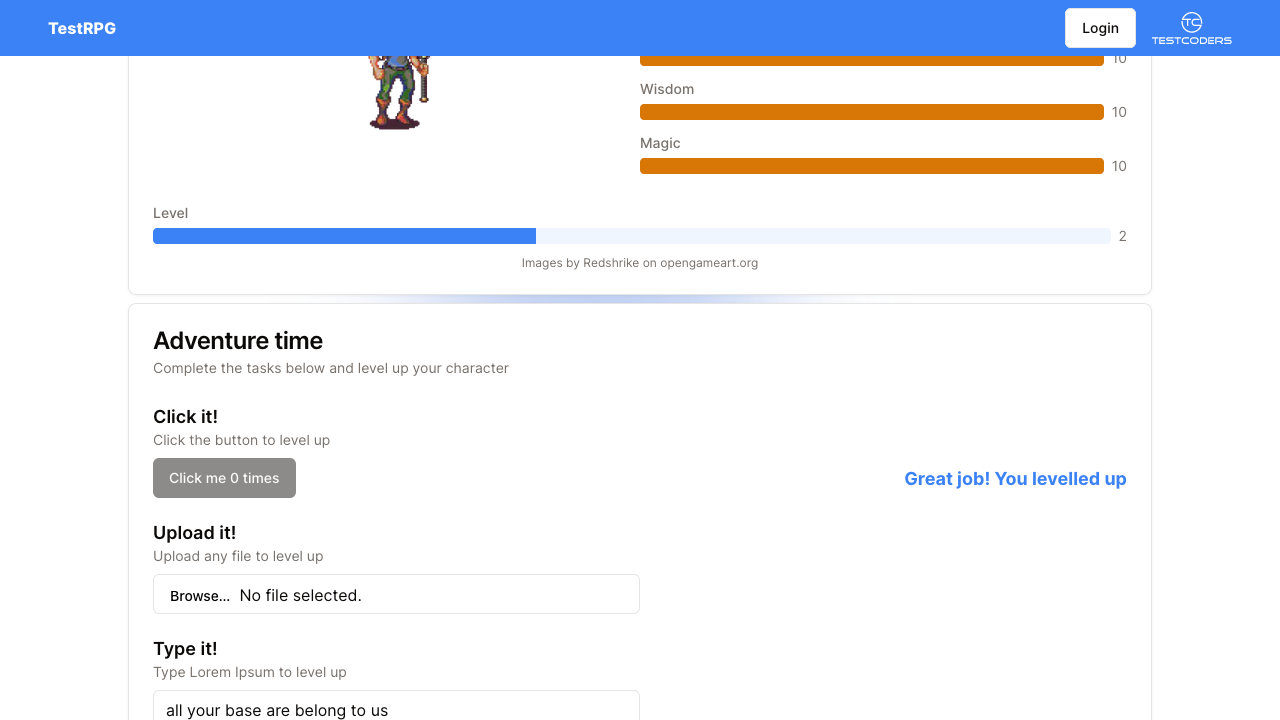 TestRPG
Login
TC
TESTCODERS
10
Wisdom
10
Magic
10
Level
2
Images by Redshrike on opengameart.org
Adventure time
Complete the tasks below and level up your character
Click it!
Click the button to level up
Click me 0 times
Great job! You levelled up
Upload it!
Upload any file to level up
Browse... No file selected.
Type it!
Type Lorem Ipsum to level up
all your base are belong to us